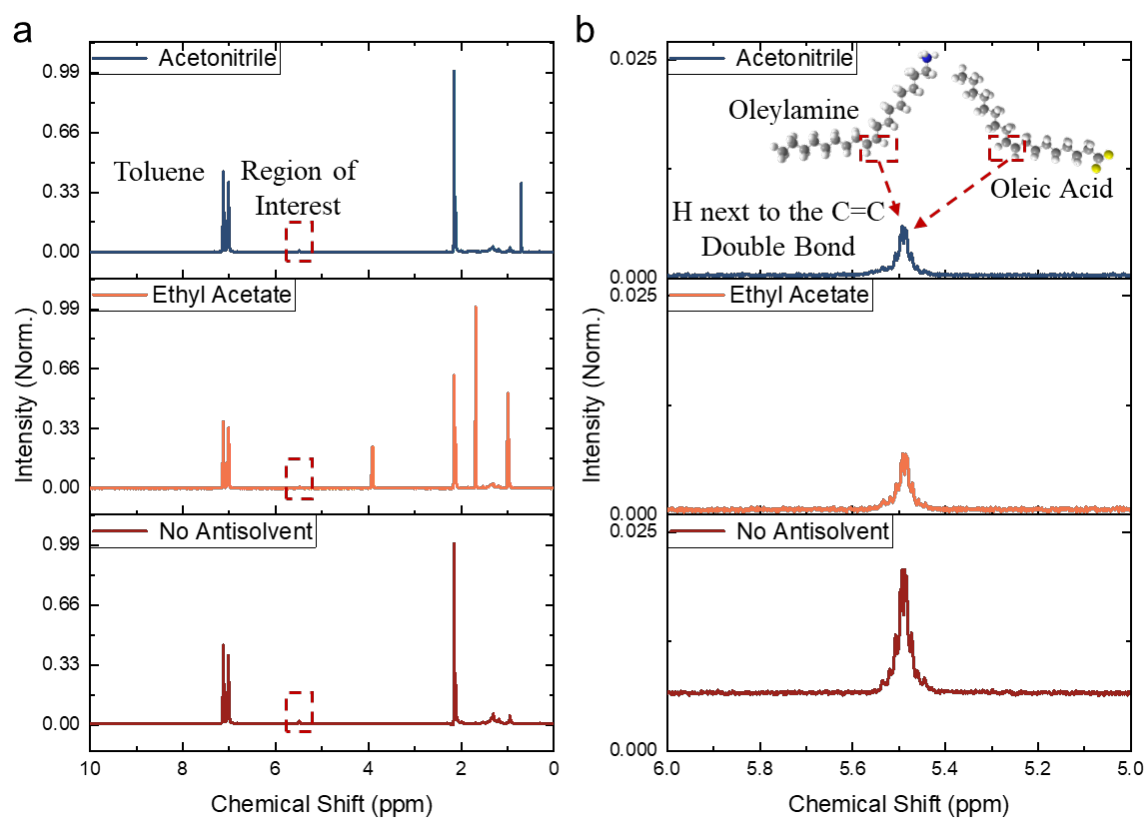 a
Acetonitrile
0.99
0.66
0.33
0.00
Toluene
Region of
Interest
Ethyl Acetate
0.99
0.66
0.33
0.00
No Antisolvent
0.99
0.66
0.33
0.00
Intensity (Norm.)
10
8
6
4
2
0
Chemical Shift (ppm)
b
0.025
Acetonitrile
Oleylamine
Oleic Acid
H next to the C=C
Double Bond
0.000
0.025
Ethyl Acetate
0.000
0.025
No Antisolvent
0.000
Intensity (Norm.)
6.0
5.8
5.6
5.4
5.2
5.0
Chemical Shift (ppm)